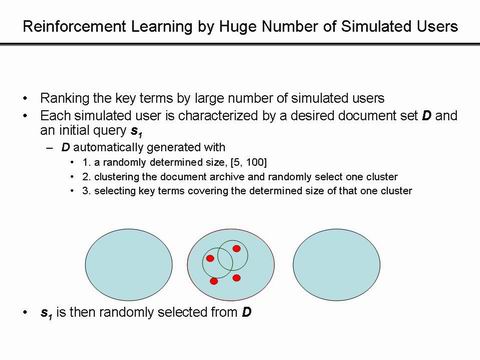 Reinforcement Learning by Huge Number of Simulated Users
• Ranking the key terms by large number of simulated users
• Each simulated user is characterized by a desired document set D and
an initial query s1
– D automatically generated with
• 1. a randomly determined size, [5, 100]
• 2. clustering the document archive and randomly select one cluster
• 3. selecting key terms covering the determined size of that one cluster
• s1 is then randomly selected from D